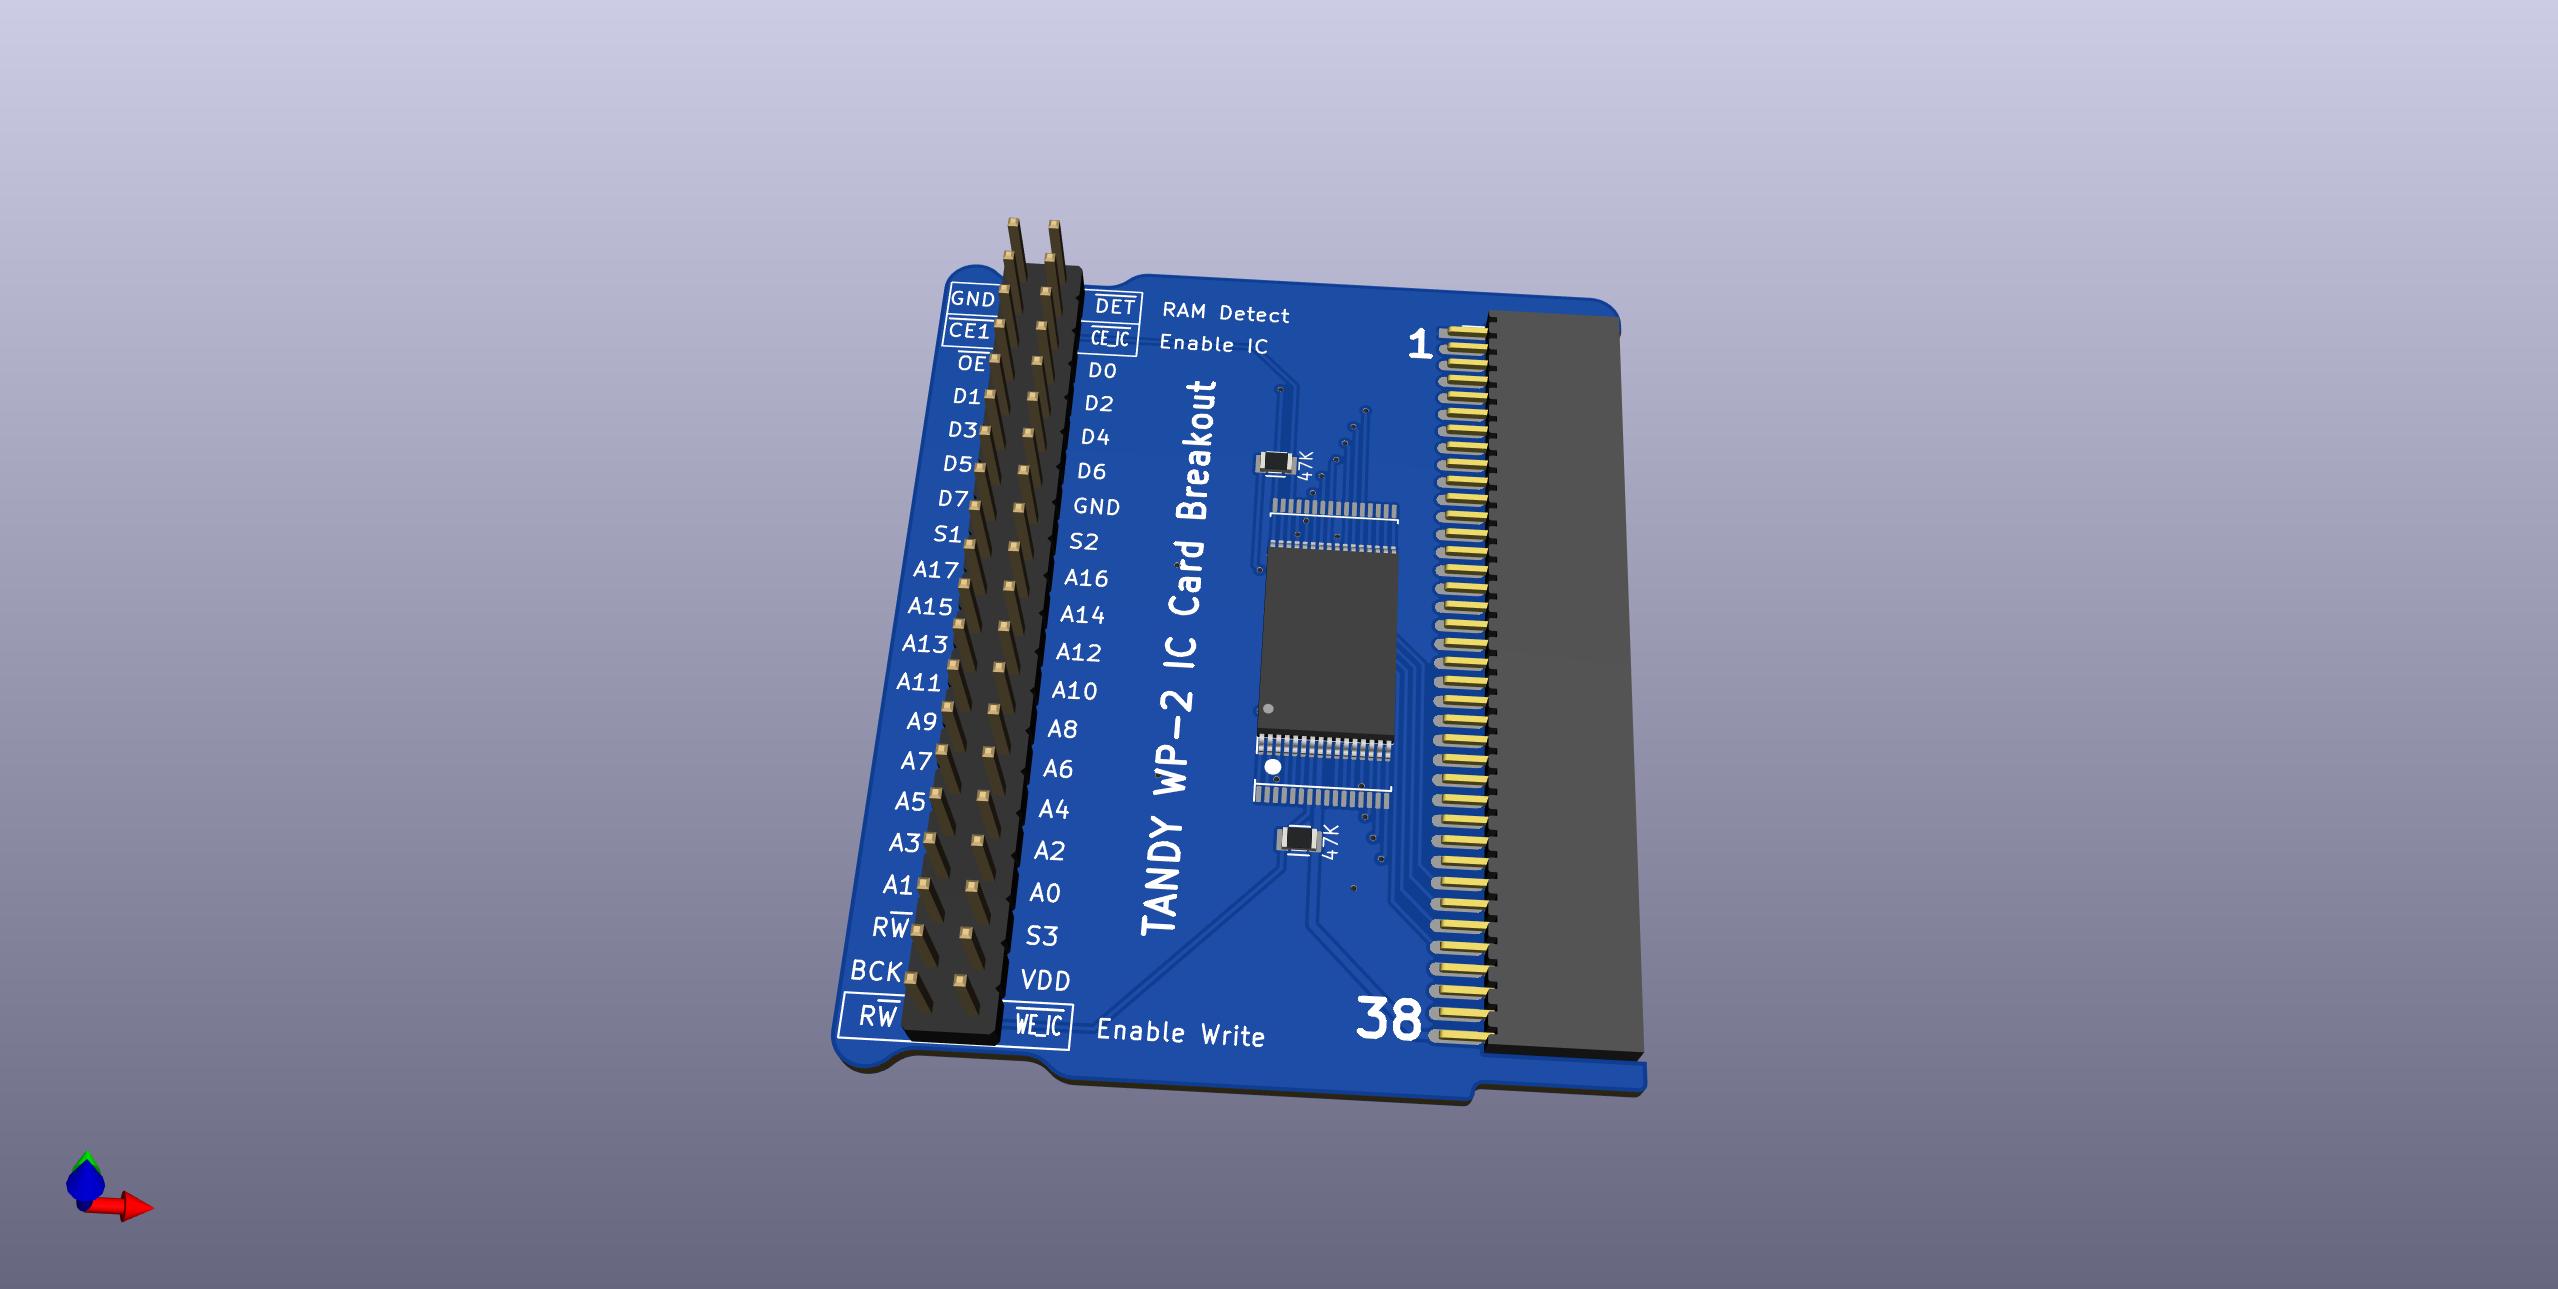 GND DET RAM Detect
CE1 CE_IC Enable IC
1
OE D0
D1 D2
D3 D4
D5 D6
D7 GND
S1 S2
A17 A16
A15 A14
A13 A12
A11 A10
A9 A8
A7 A6
A5 A4
A3 A2
A1 A0
RW S3
BCK VDD
RW WE_IC Enable Write
TANDY WP-2 IC Card Breakout
47K
47K
38